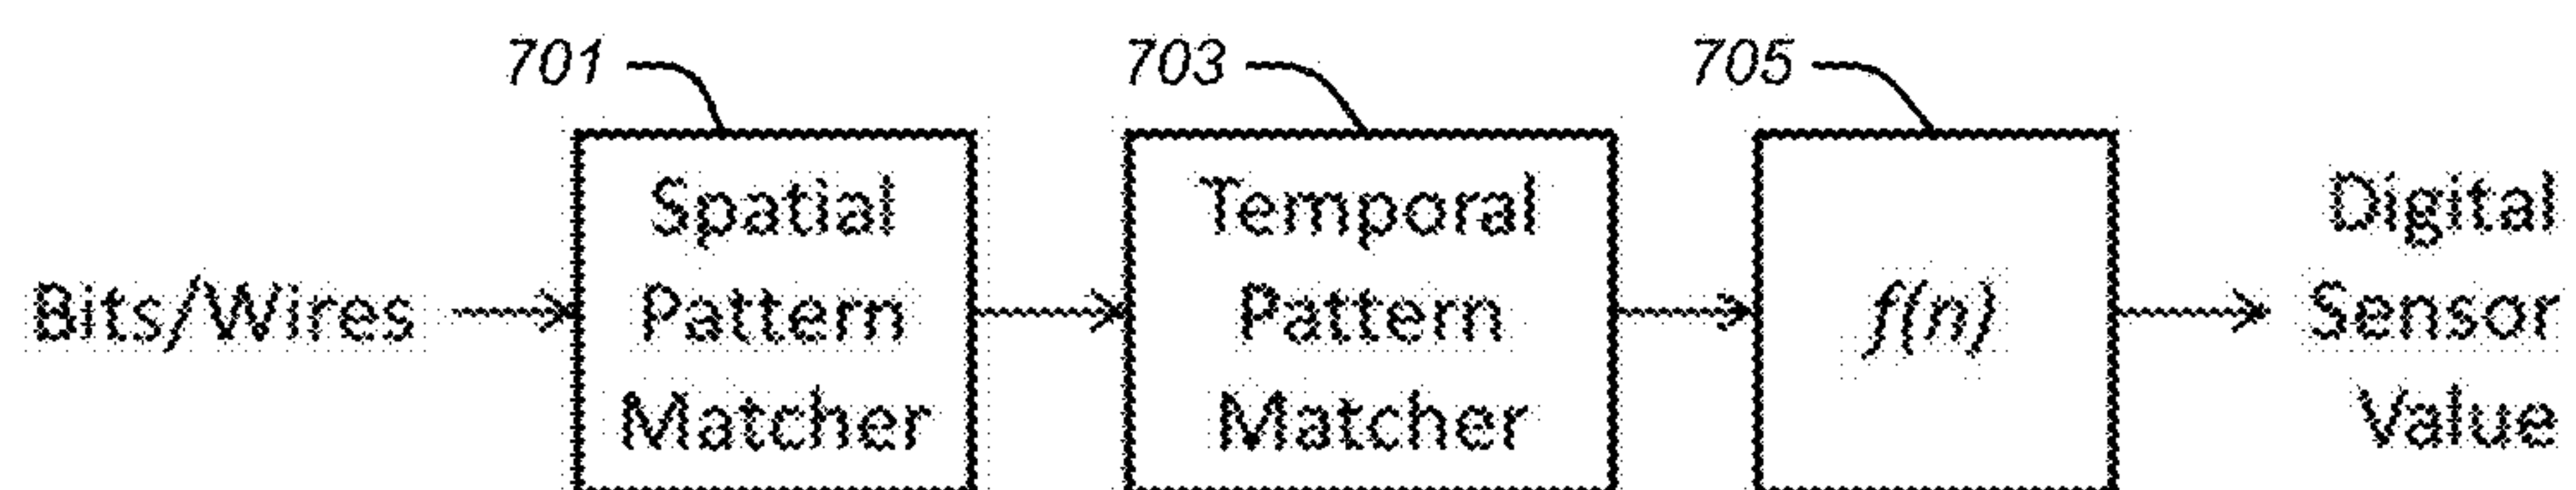 701
703
705
Bits/Wires
Spatial
Pattern
Matcher
Temporal
Pattern
Matcher
f(n)
Digital
Sensor
Value